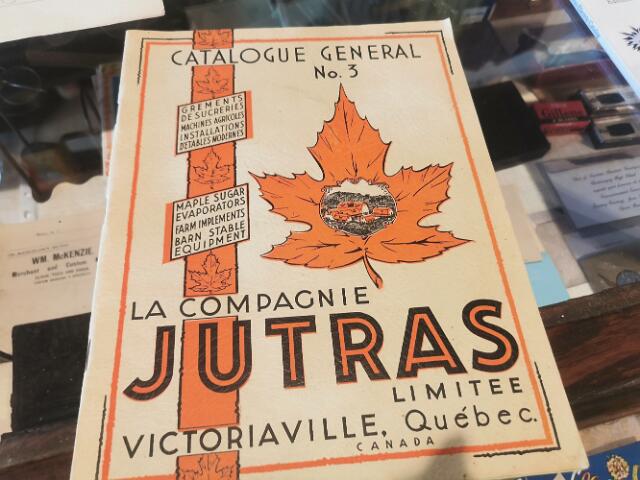 CATALOGUE GENERAL
No. 3
GREMENTS
DE SUCRERIES
MACHINES AGRICOLES
INSTALLATIONS
D'ETABLES MODERNES
MAPLE SUGAR
EVAPORATORS
FARM IMPLEMENTS
BARN STABLE
EQUIPMENT
LA COMPAGNIE
JUTRAS
LIMITEE
VICTORIAVILLE, Québec.
CANADA
WM. McKENZIE,
Merchant and Custom